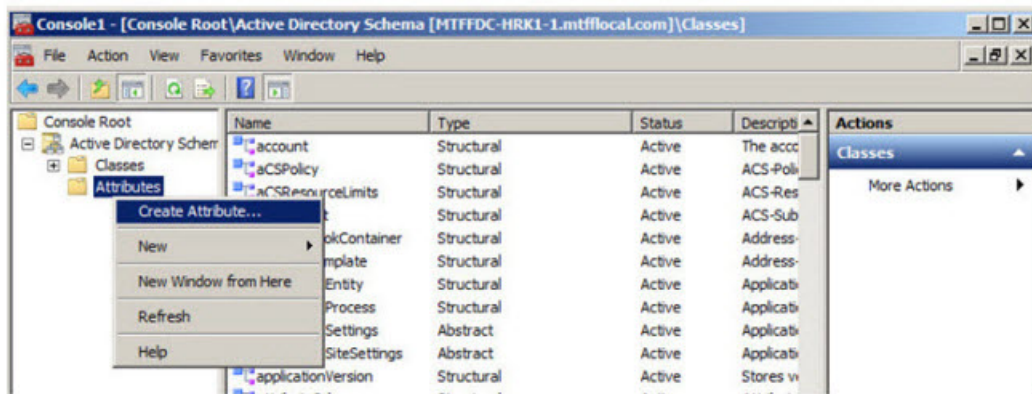 Console1 - [Console Root\Active Directory Schema [MTFFDC-HRK1-1.mtfflocal.com]\Classes]
File Action View Favorites Window Help
Console Root
Active Directory Schem
Classes
Attributes
Create Attribute...
New
New Window from Here
Refresh
Help
Name Type Status Descripti
account Structural Active The acco
aCSPolicy Structural Active ACS-Poli
aCSResourceLimits Structural Active ACS-Res
t Structural Active ACS-Sub
okContainer Structural Active Address-
mplate Structural Active Address-
Entity Structural Active Applicati
Process Structural Active Applicati
Settings Abstract Active Applicati
SiteSettings Abstract Active Applicati
applicationVersion Structural Active Stores ve
Actions
Classes
More Actions